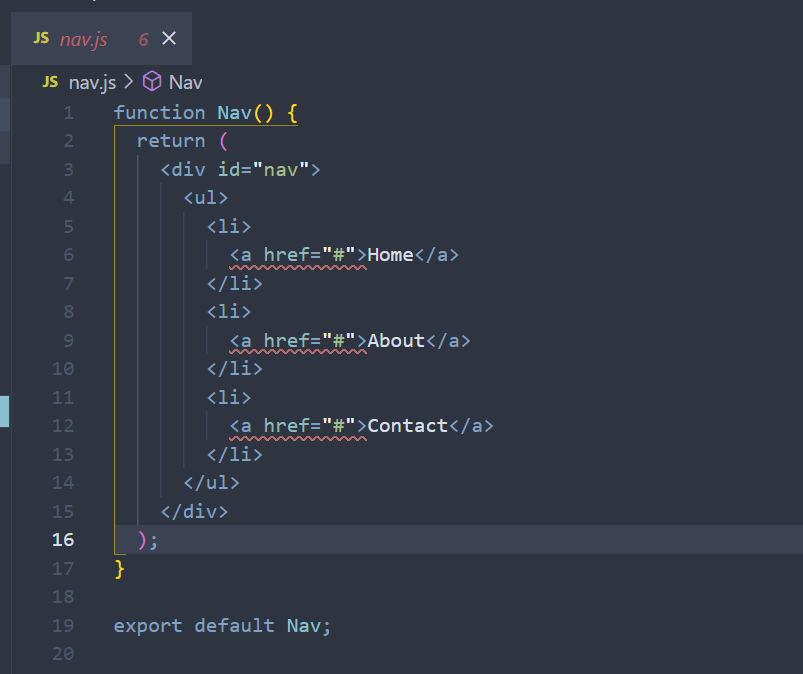 JS nav.js 6 ×
JS nav.js > Nav
1 function Nav() {
2   return (
3     <div id="nav">
4       <ul>
5         <li>
6           <a href="#">Home</a>
7         </li>
8         <li>
9           <a href="#">About</a>
10         </li>
11         <li>
12           <a href="#">Contact</a>
13         </li>
14       </ul>
15     </div>
16   );
17 }
18
19 export default Nav;
20